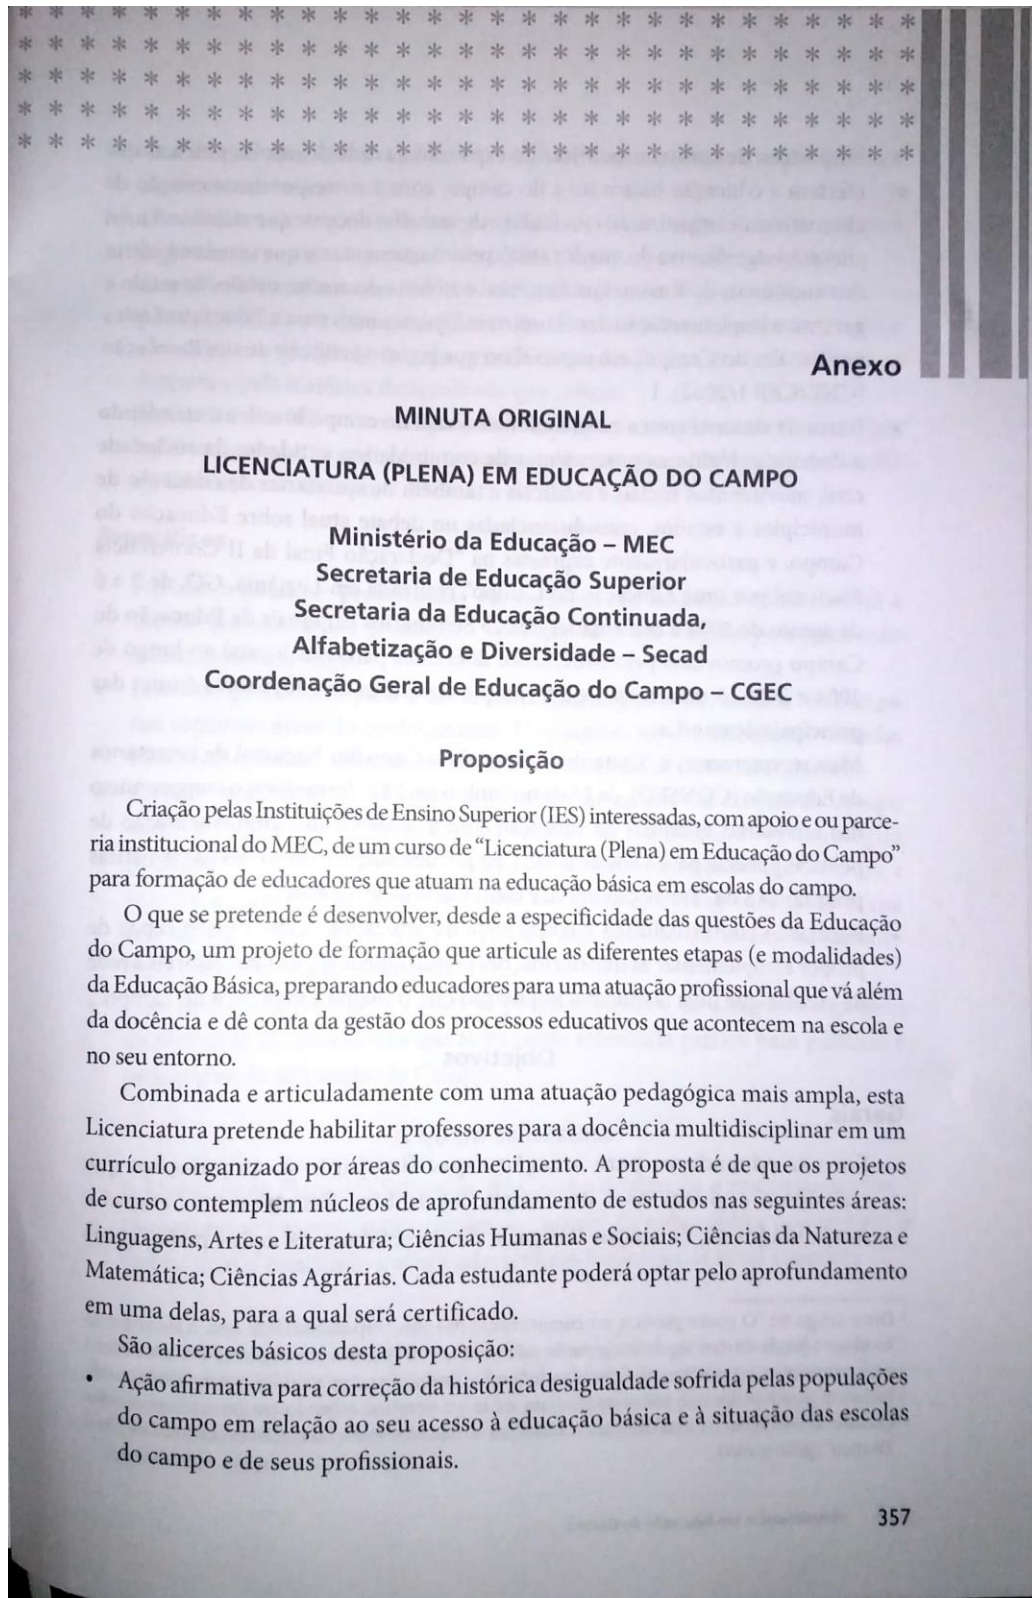 Anexo
MINUTA ORIGINAL
LICENCIATURA (PLENA) EM EDUCAÇÃO DO CAMPO
Ministério da Educação – MEC
Secretaria de Educação Superior
Secretaria da Educação Continuada,
Alfabetização e Diversidade – Secad
Coordenação Geral de Educação do Campo – CGEC
Proposição
Criação pelas Instituições de Ensino Superior (IES) interessadas, com apoio e ou parce-
ria institucional do MEC, de um curso de “Licenciatura (Plena) em Educação do Campo”
para formação de educadores que atuam na educação básica em escolas do campo.
O que se pretende é desenvolver, desde a especificidade das questões da Educação
do Campo, um projeto de formação que articule as diferentes etapas (e modalidades)
da Educação Básica, preparando educadores para uma atuação profissional que vá além
da docência e dê conta da gestão dos processos educativos que acontecem na escola e
no seu entorno.
Combinada e articuladamente com uma atuação pedagógica mais ampla, esta
Licenciatura pretende habilitar professores para a docência multidisciplinar em um
currículo organizado por áreas do conhecimento. A proposta é de que os projetos
de curso contemplem núcleos de aprofundamento de estudos nas seguintes áreas:
Linguagens, Artes e Literatura; Ciências Humanas e Sociais; Ciências da Natureza e
Matemática; Ciências Agrárias. Cada estudante poderá optar pelo aprofundamento
em uma delas, para a qual será certificado.
São alicerces básicos desta proposição:
• Ação afirmativa para correção da histórica desigualdade sofrida pelas populações
do campo em relação ao seu acesso à educação básica e à situação das escolas
do campo e de seus profissionais.
357